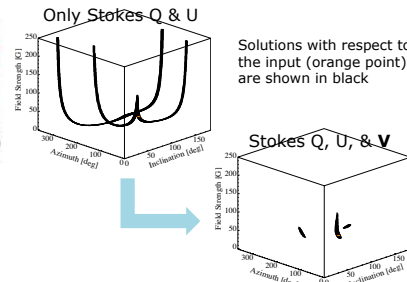 Only Stokes Q & U
250
200
150
100
50
0
Field Strength [G]
300
200
100
0
Azimuth [deg]
0
50
100
150
Inclination [deg]
Solutions with respect to
the input (orange point)
are shown in black
Stokes Q, U, & V
250
200
150
100
50
0
Field Strength [G]
300
200
100
0
Azimuth [deg]
0
50
100
150
Inclination [deg]